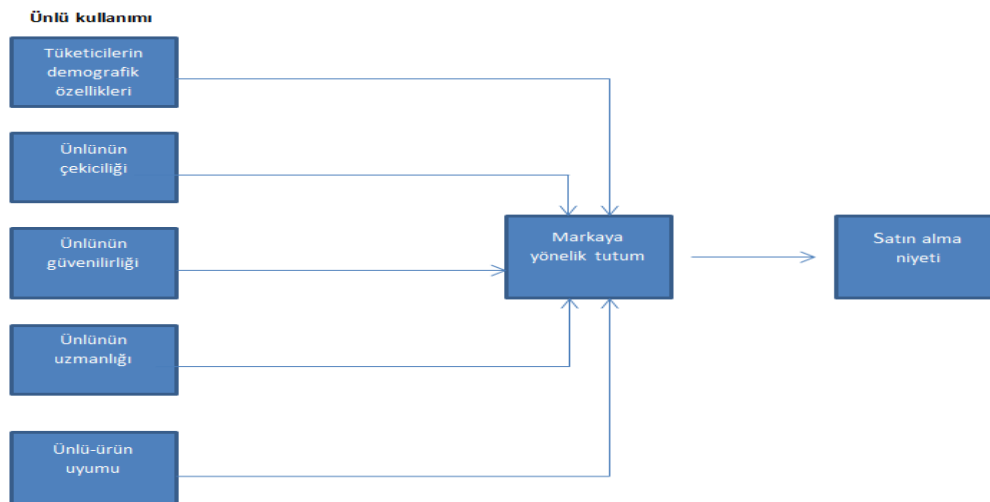 Ünlü kullanımı
Tüketicilerin
demografik
özellikleri
Ünlünün
çekiciliği
Ünlünün
güvenilirliği
Markaya
yönelik tutum
Satın alma
niyeti
Ünlünün
uzmanlığı
Ünlü-ürün
uyumu